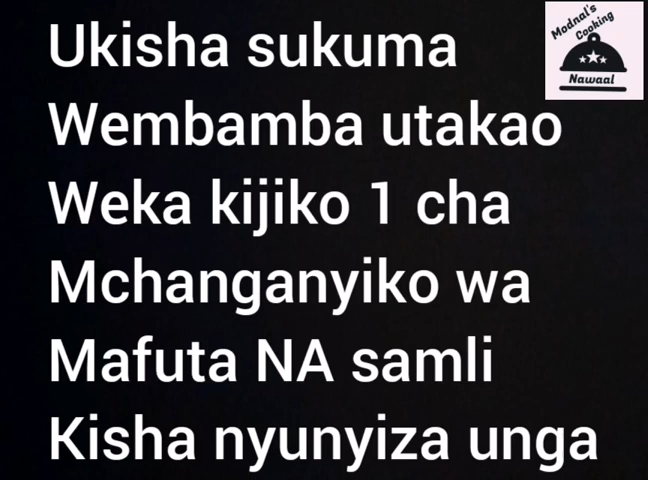 Ukisha sukuma
Wembamba utakao
Weka kijiko 1 cha
Mchanganyiko wa
Mafuta NA samli
Kisha nyunyiza unga
Modnal's
Cooking
Nawaal